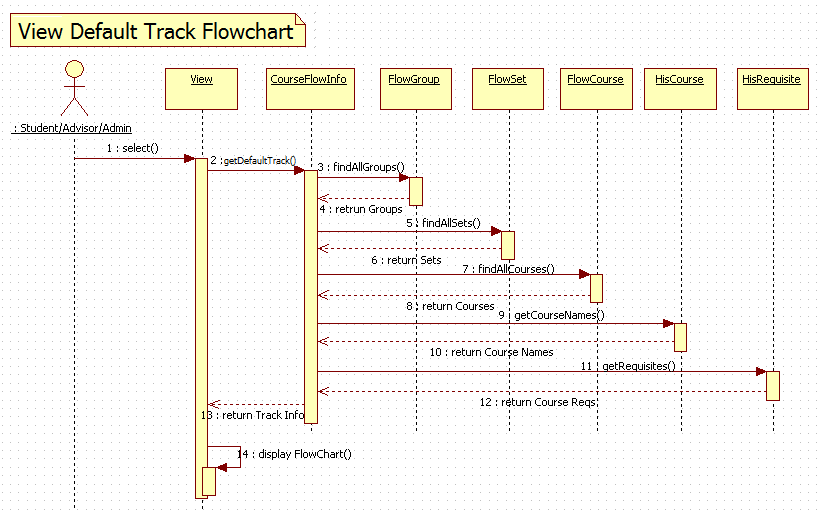 View Default Track Flowchart
View
CourseFlowInfo
FlowGroup
FlowSet
FlowCourse
HisCourse
HisRequisite
: Student/Advisor/Admin
1 : select()
2 : getDefaultTrack()
3 : findAllGroups()
4 : retrun Groups
5 : findAllSets()
6 : return Sets
7 : findAllCourses()
8 : return Courses
9 : getCourseNames()
10 : return Course Names
11 : getRequisites()
12 : return Course Reqs
13 : return Track Info
14 : display FlowChart()